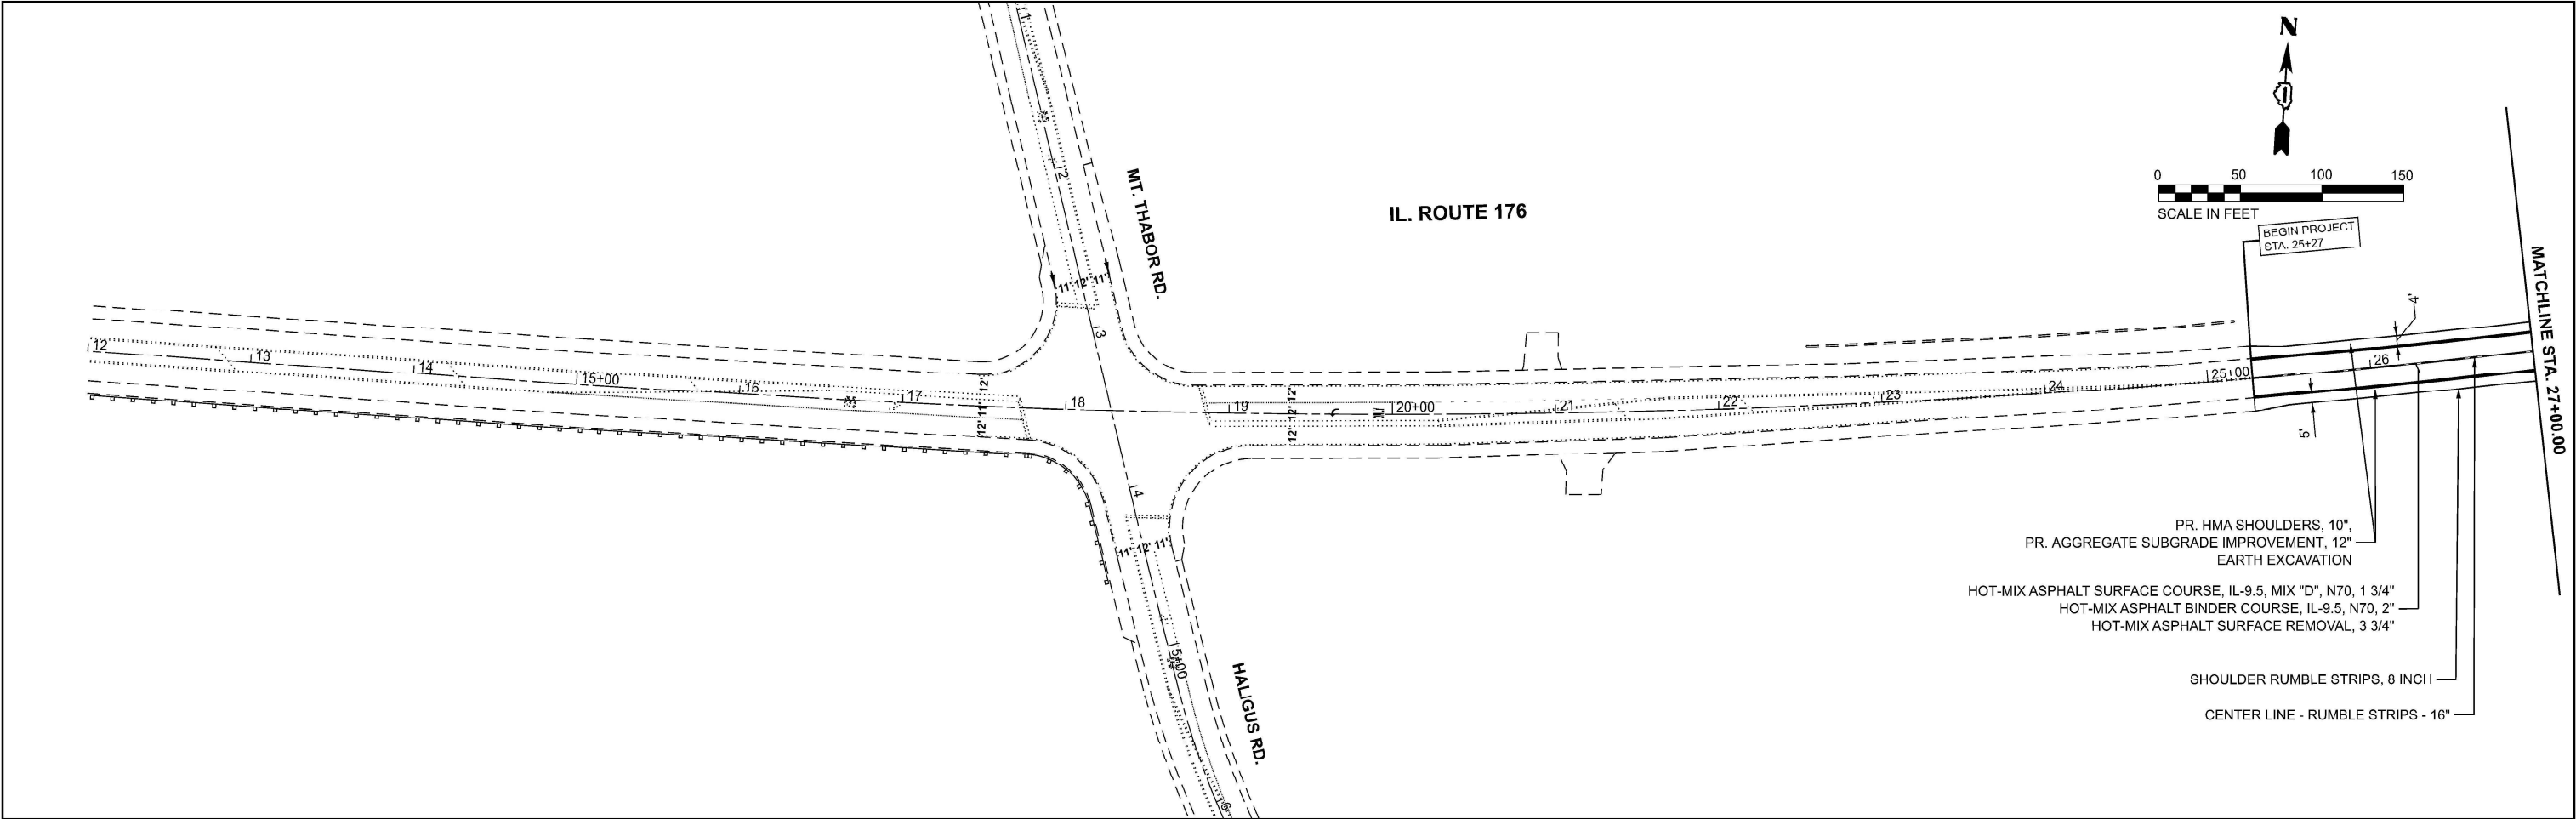 N
0 50 100 150
SCALE IN FEET
BEGIN PROJECT
STA. 25+27
IL. ROUTE 176
MT. THABOR RD.
HALIGUS RD.
MATCHLINE STA. 27+00.00
1
2
3
4
5+00
6
11' 12' 11'
12
13
14
15+00
16
17
18
19
20+00
21
22
23
24
25+00
26
12' 11' 12'
12' 12' 12'
11' 12' 11'
4'
5'
PR. HMA SHOULDERS, 10",
PR. AGGREGATE SUBGRADE IMPROVEMENT, 12"
EARTH EXCAVATION
HOT-MIX ASPHALT SURFACE COURSE, IL-9.5, MIX "D", N70, 1 3/4"
HOT-MIX ASPHALT BINDER COURSE, IL-9.5, N70, 2"
HOT-MIX ASPHALT SURFACE REMOVAL, 3 3/4"
SHOULDER RUMBLE STRIPS, 8 INCH
CENTER LINE - RUMBLE STRIPS - 16"